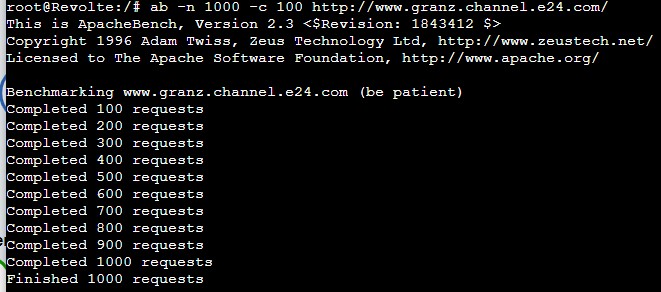 root@Revolte:/# ab -n 1000 -c 100 http://www.granz.channel.e24.com/
This is ApacheBench, Version 2.3 <$Revision: 1843412 $>
Copyright 1996 Adam Twiss, Zeus Technology Ltd, http://www.zeustech.net/
Licensed to The Apache Software Foundation, http://www.apache.org/

Benchmarking www.granz.channel.e24.com (be patient)
Completed 100 requests
Completed 200 requests
Completed 300 requests
Completed 400 requests
Completed 500 requests
Completed 600 requests
Completed 700 requests
Completed 800 requests
Completed 900 requests
Completed 1000 requests
Finished 1000 requests